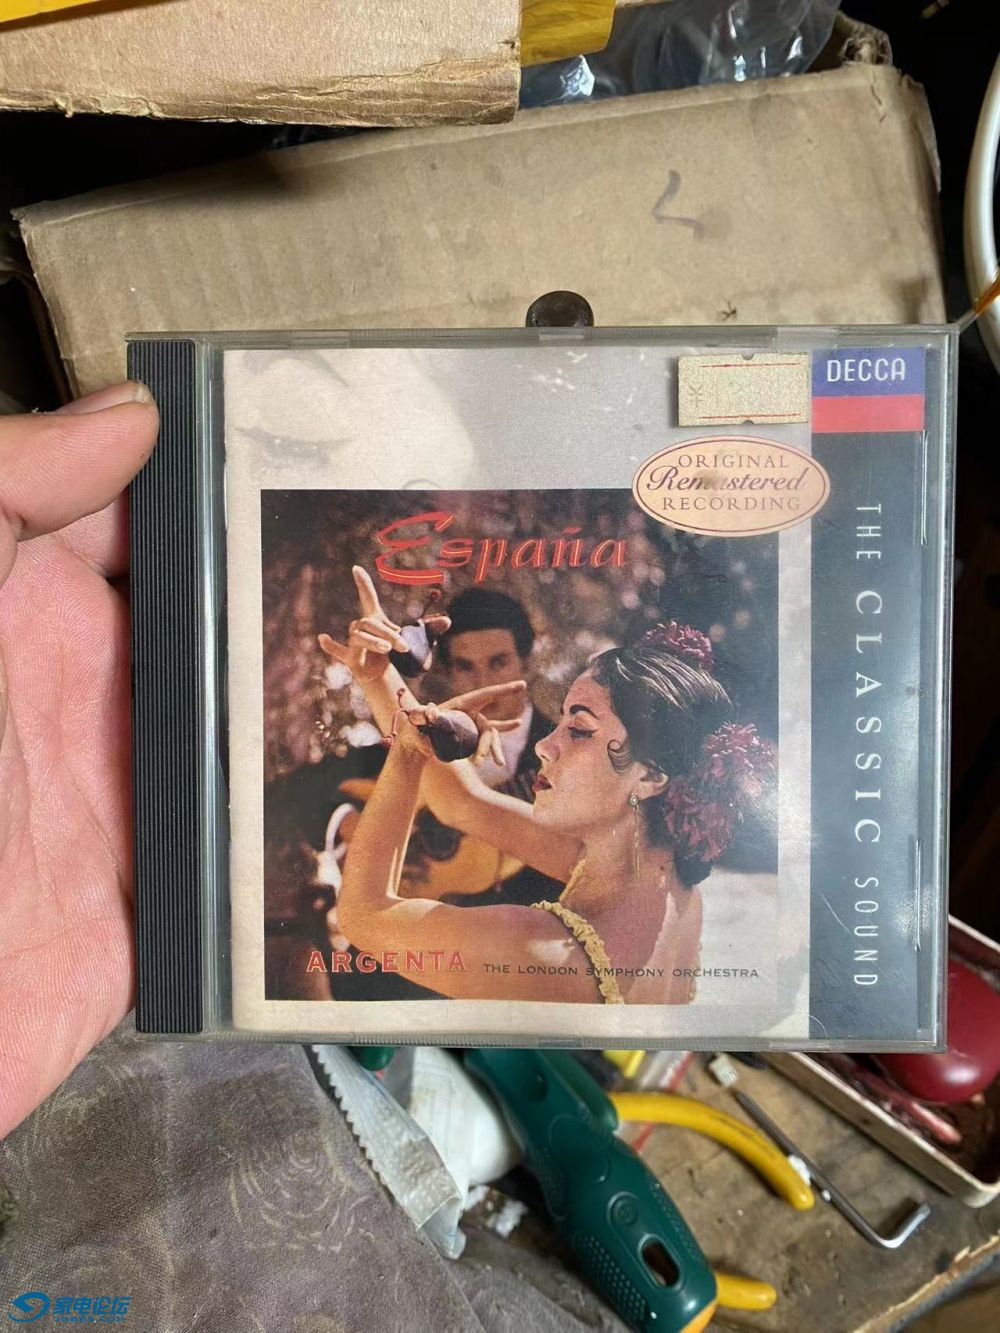 DECCA
ORIGINAL
Remastered
RECORDING
España
THE CLASSIC SOUND
ARGENTA THE LONDON SYMPHONY ORCHESTRA
家电论坛